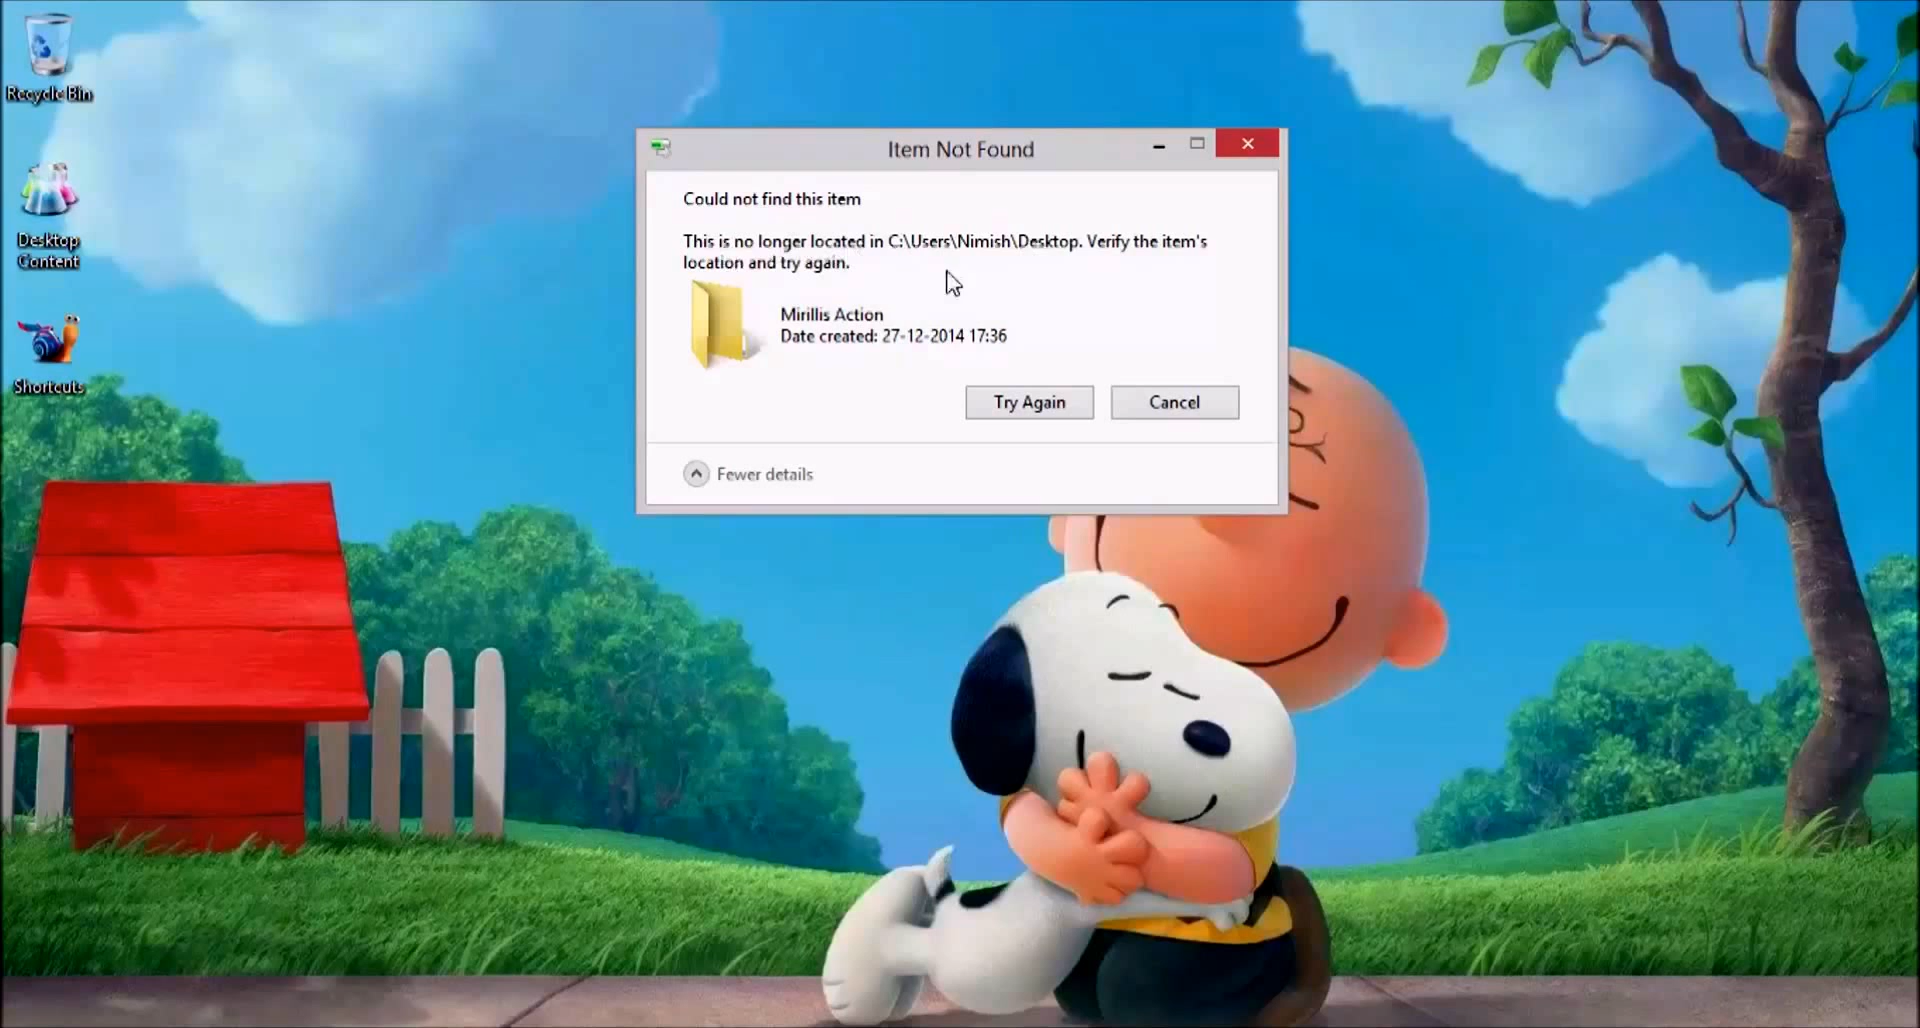 Recycle Bin
Desktop
Content
Shortcuts
Item Not Found
Could not find this item
This is no longer located in C:\Users\Nimish\Desktop. Verify the item's
location and try again.
Mirillis Action
Date created: 27-12-2014 17:36
Try Again
Cancel
Fewer details